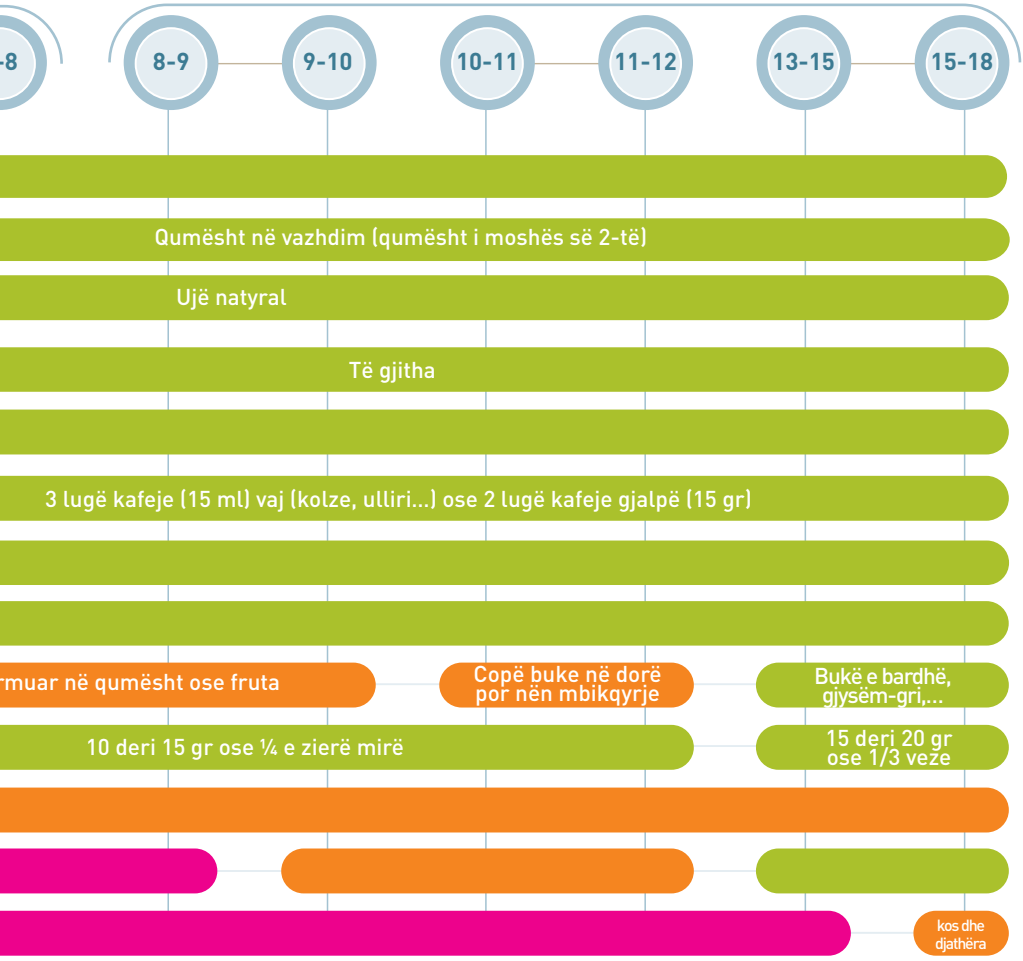 -8 8-9 9-10 10-11 11-12 13-15 15-18
Qumësht në vazhdim (qumësht i moshës së 2-të)
Ujë natyral
Të gjitha
3 lugë kafeje (15 ml) vaj (kolze, ulliri...) ose 2 lugë kafeje gjalpë (15 gr)
rmuar në qumësht ose fruta
Copë buke në dorë
por nën mbikqyrje
Bukë e bardhë,
gjysëm-gri,...
10 deri 15 gr ose ¼ e zierë mirë
15 deri 20 gr
ose 1/3 veze
kos dhe
djathëra